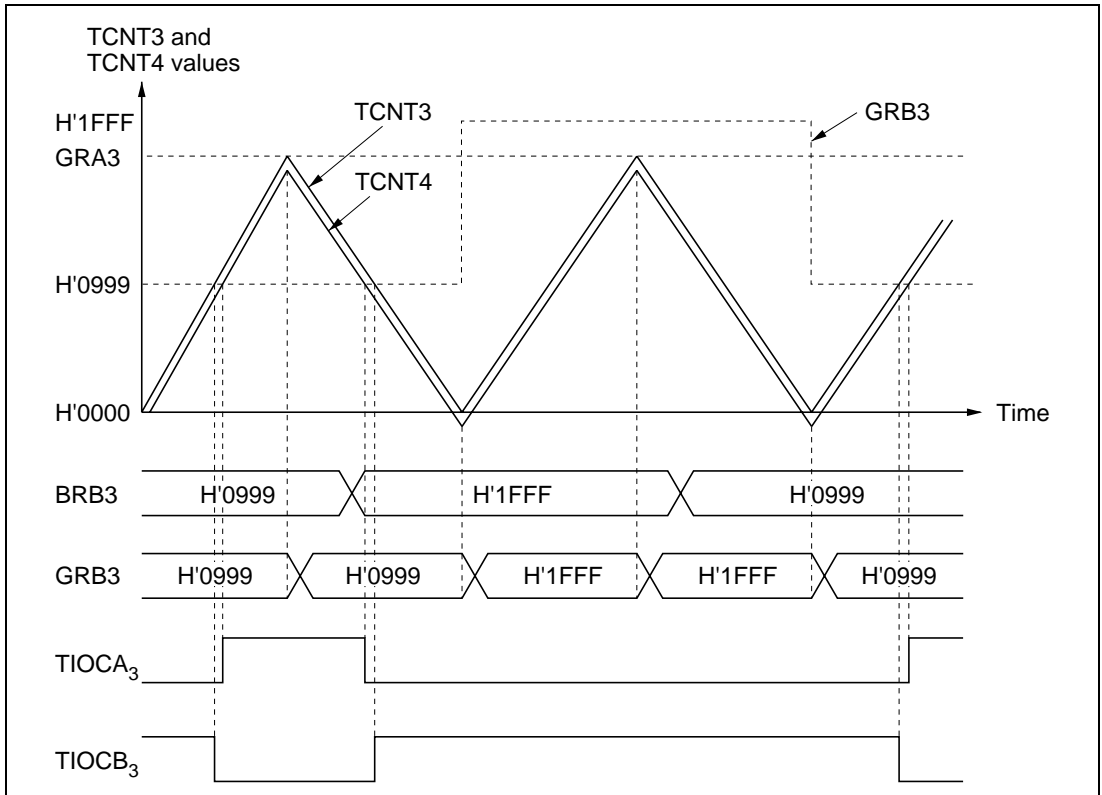 TCNT3 and
TCNT4 values
H'1FFF
GRA3
TCNT3
GRB3
TCNT4
H'0999
H'0000
Time
BRB3 H'0999 H'1FFF H'0999
GRB3 H'0999 H'0999 H'1FFF H'1FFF H'0999
TIOCA3
TIOCB3